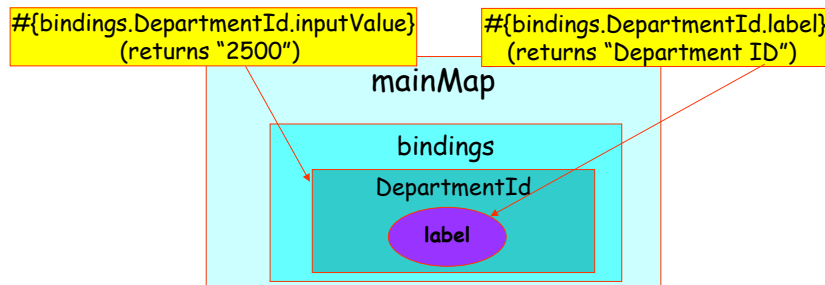 #{bindings.DepartmentId.inputValue}
(returns “2500”)
#{bindings.DepartmentId.label}
(returns “Department ID”)
mainMap
bindings
DepartmentId
label